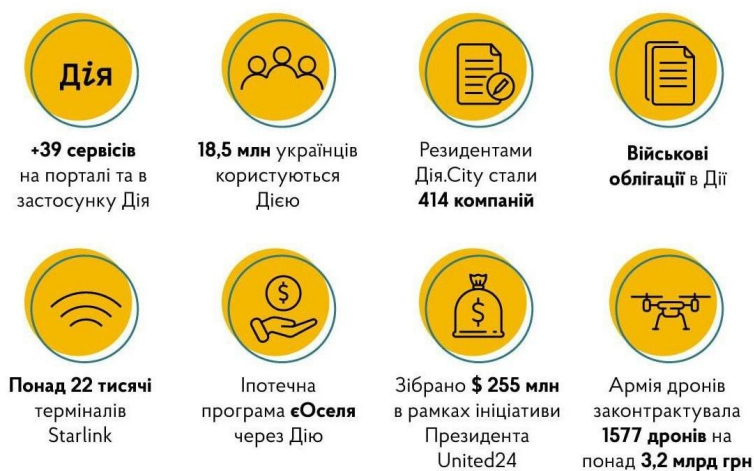 Дія
+39 сервісів
на порталі та в
застосунку Дія
18,5 млн українців
користуються
Дією
Резидентами
Дія.City стали
414 компаній
Військові
облігації в Дії
Понад 22 тисячі
терміналів
Starlink
$
Іпотечна
програма єОселя
через Дію
$
Зібрано $ 255 млн
в рамках ініціативи
Президента
United24
Армія дронів
законтрактувала
1577 дронів на
понад 3,2 млрд грн